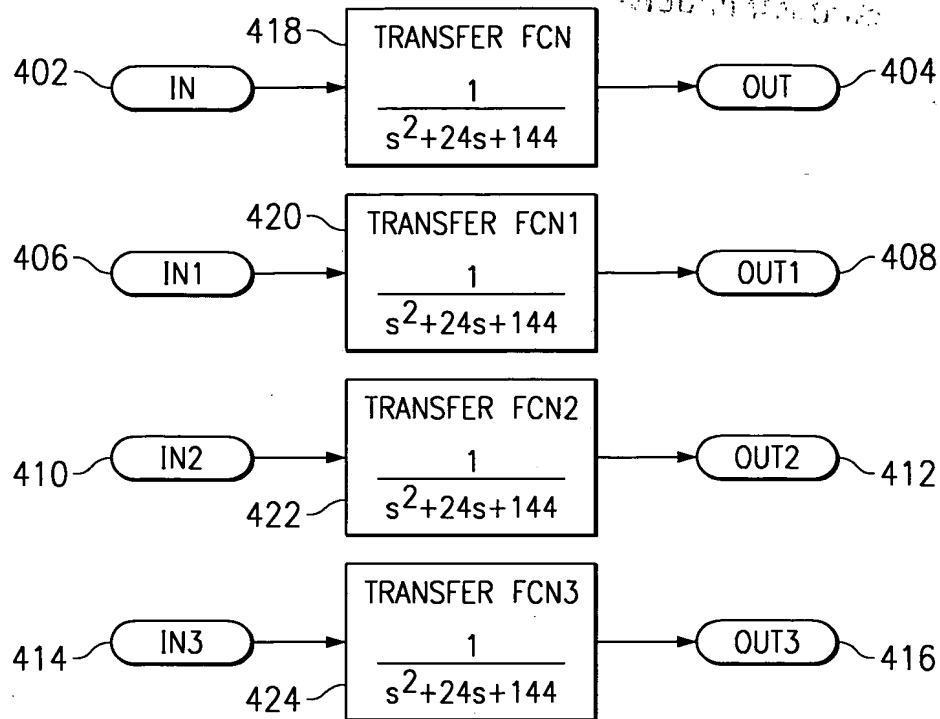 418
TRANSFER FCN
402
IN
1
s²+24s+144
OUT
404
420
TRANSFER FCN1
406
IN1
1
s²+24s+144
OUT1
408
TRANSFER FCN2
410
IN2
1
s²+24s+144
OUT2
412
422
TRANSFER FCN3
414
IN3
1
s²+24s+144
OUT3
416
424